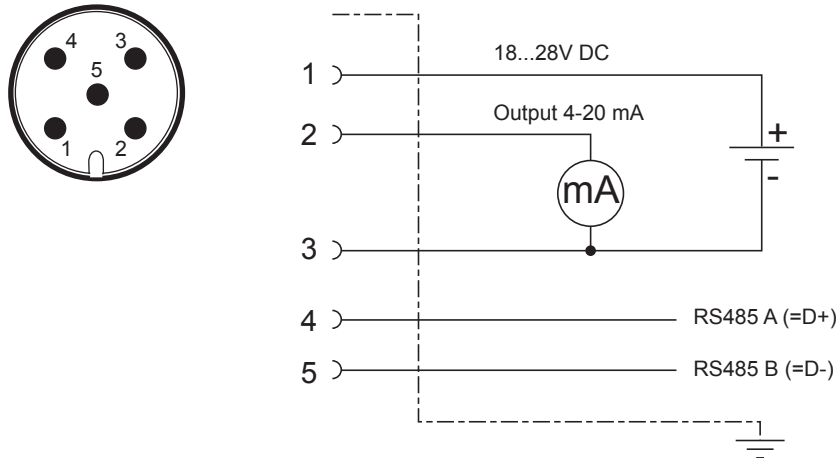 4 3
5
1 2
1 18...28V DC
2 Output 4-20 mA
+
mA
-
3
4 RS485 A (=D+)
5 RS485 B (=D-)